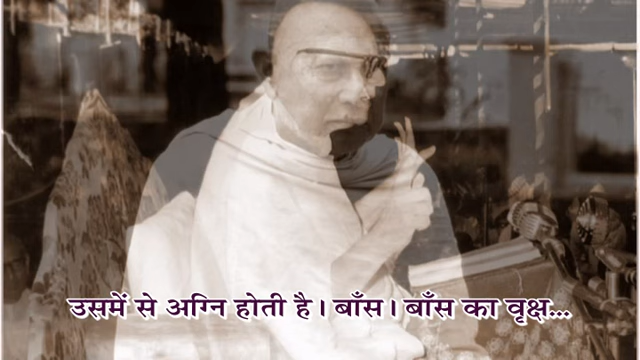 उसमें से अग्नि होती है। बाँस। बाँस का वृक्ष...